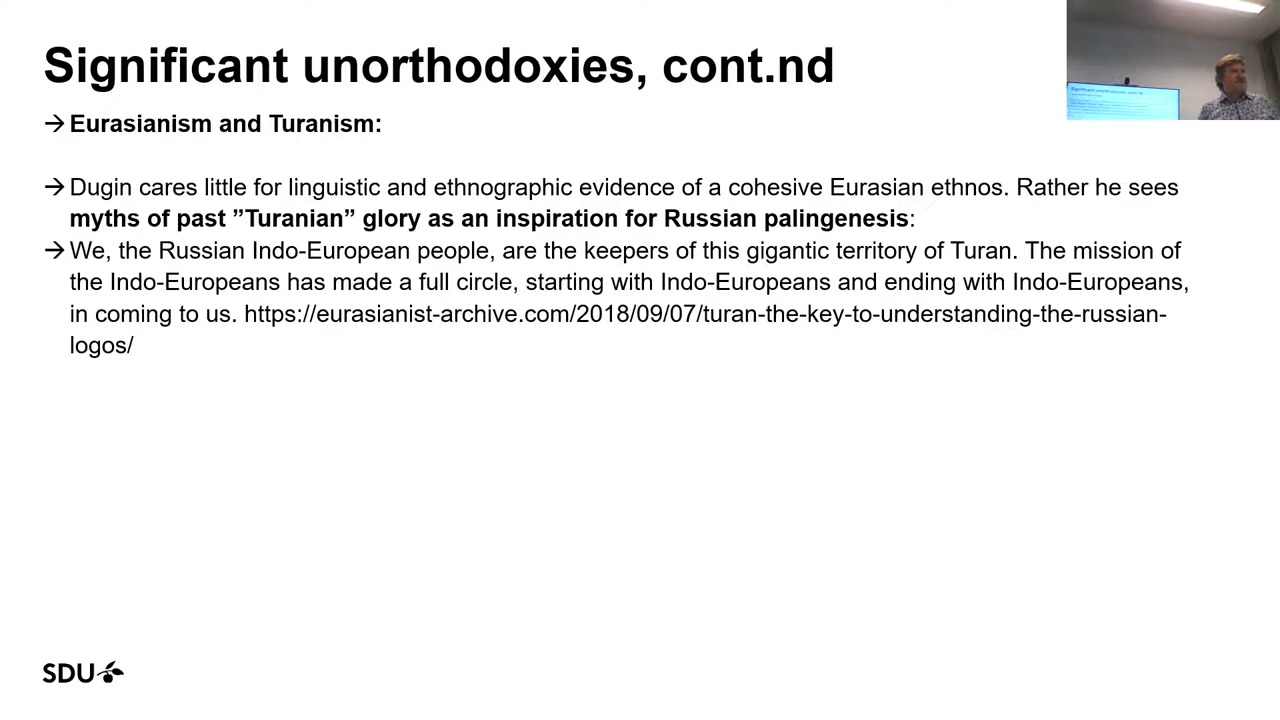 Significant unorthodoxies, cont.nd
→ Eurasianism and Turanism:
→ Dugin cares little for linguistic and ethnographic evidence of a cohesive Eurasian ethnos. Rather he sees
myths of past ”Turanian” glory as an inspiration for Russian palingenesis:
→ We, the Russian Indo-European people, are the keepers of this gigantic territory of Turan. The mission of
the Indo-Europeans has made a full circle, starting with Indo-Europeans and ending with Indo-Europeans,
in coming to us. https://eurasianist-archive.com/2018/09/07/turan-the-key-to-understanding-the-russian-
logos/
SDU
Significant unorthodoxies, cont.nd